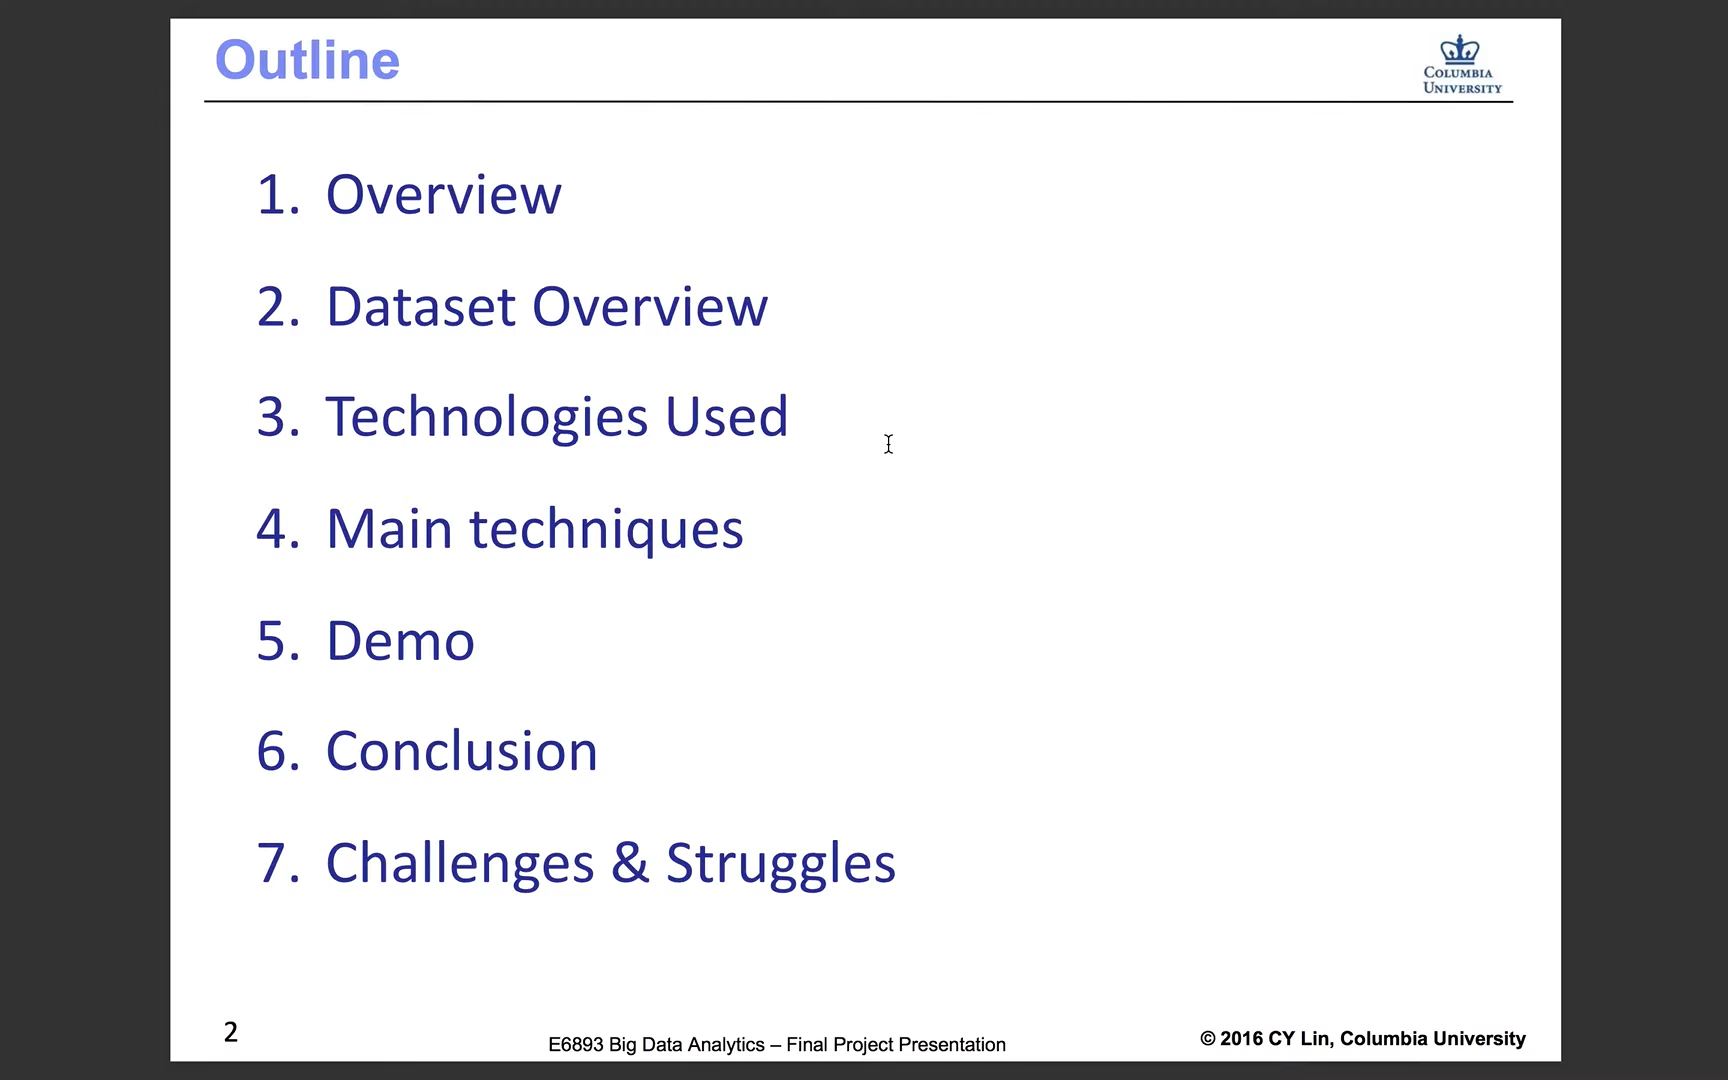 Outline
COLUMBIA
UNIVERSITY
1. Overview
2. Dataset Overview
3. Technologies Used
4. Main techniques
5. Demo
6. Conclusion
7. Challenges & Struggles
2
E6893 Big Data Analytics – Final Project Presentation
© 2016 CY Lin, Columbia University